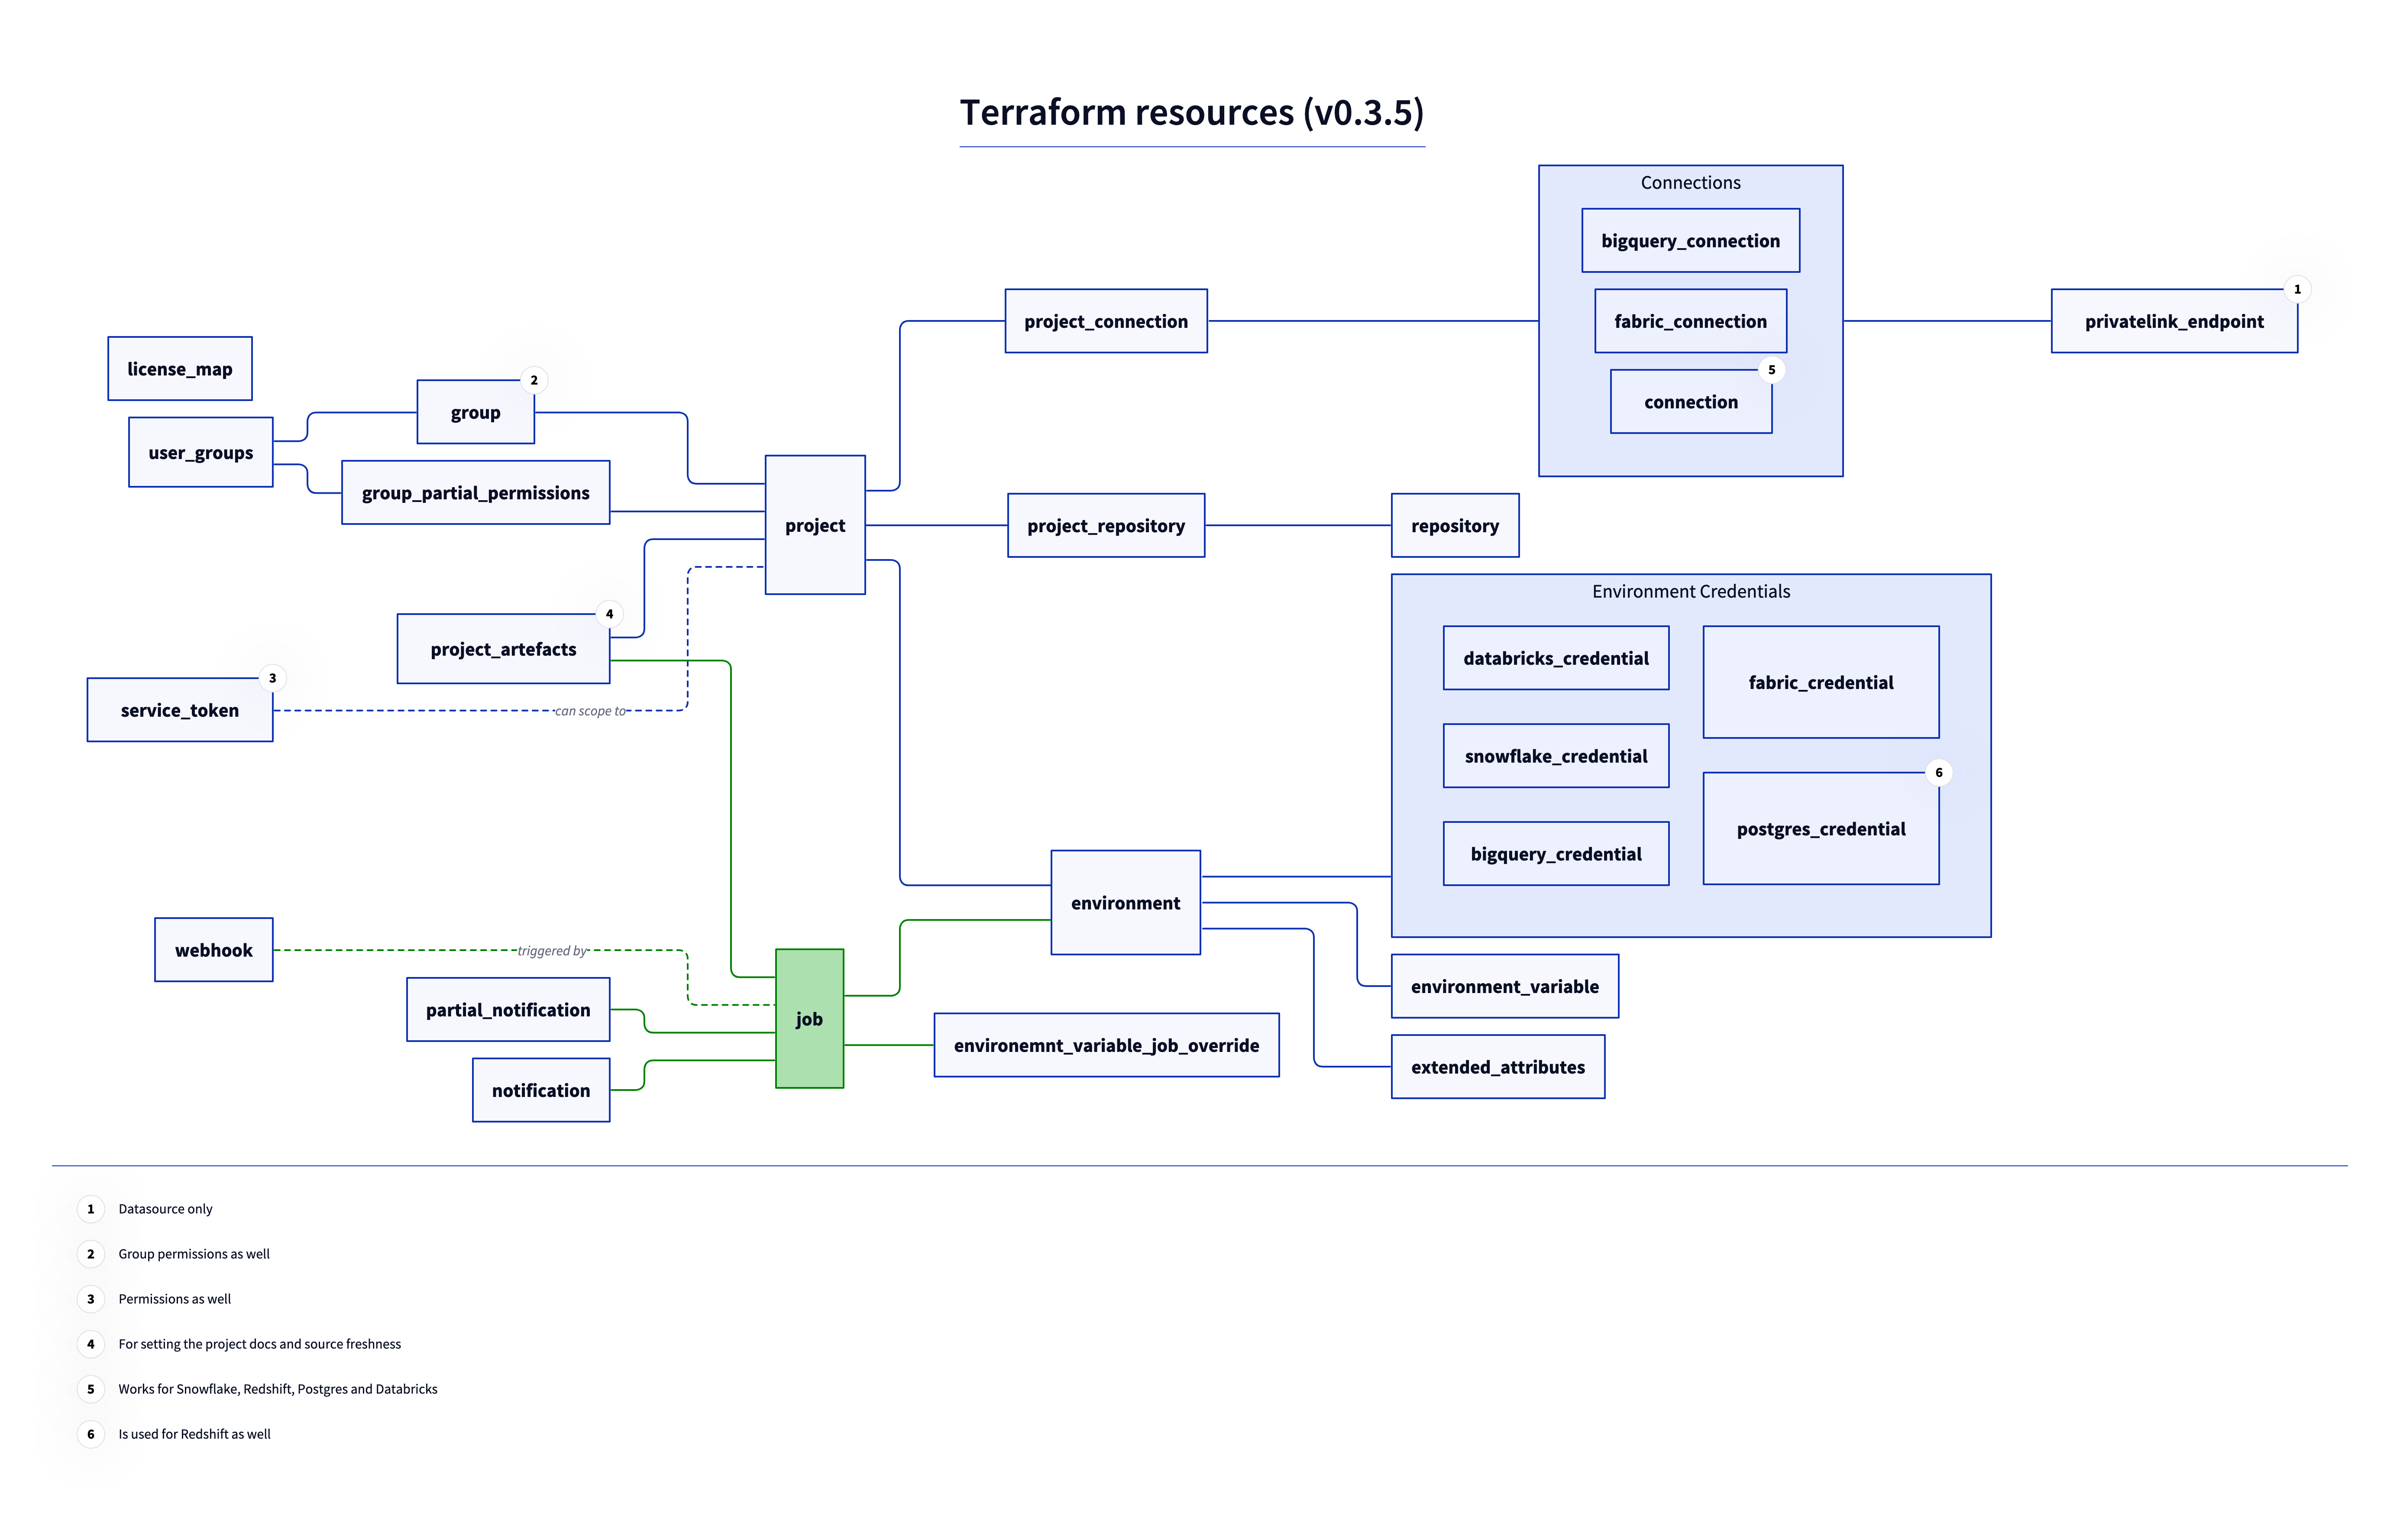 Terraform resources (v0.3.5)
Connections
bigquery_connection
fabric_connection
5
connection
project_connection
1
privatelink_endpoint
license_map
2
group
user_groups
group_partial_permissions
project
project_repository
repository
4
project_artefacts
3
service_token
can scope to
Environment Credentials
databricks_credential
fabric_credential
snowflake_credential
6
postgres_credential
bigquery_credential
environment
webhook
triggered by
partial_notification
job
environemnt_variable_job_override
notification
environment_variable
extended_attributes
1 Datasource only
2 Group permissions as well
3 Permissions as well
4 For setting the project docs and source freshness
5 Works for Snowflake, Redshift, Postgres and Databricks
6 Is used for Redshift as well